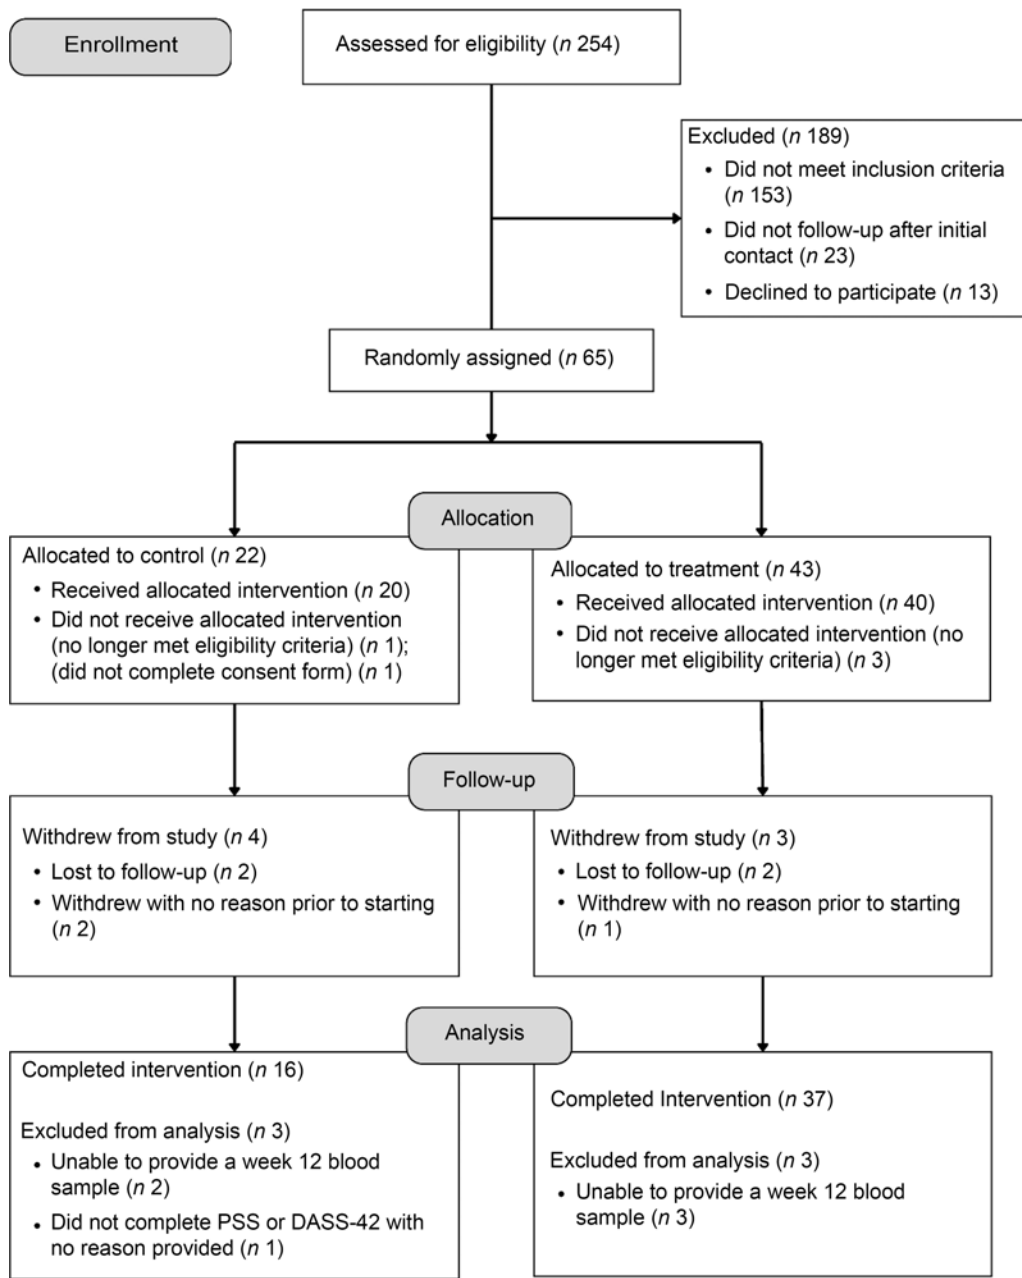 Enrollment
Assessed for eligibility (n 254)
Excluded (n 189)
• Did not meet inclusion criteria
(n 153)
• Did not follow-up after initial
contact (n 23)
• Declined to participate (n 13)
Randomly assigned (n 65)
Allocation
Allocated to control (n 22)
• Received allocated intervention (n 20)
• Did not receive allocated intervention
(no longer met eligibility criteria) (n 1);
(did not complete consent form) (n 1)
Allocated to treatment (n 43)
• Received allocated intervention (n 40)
• Did not receive allocated intervention (no
longer met eligibility criteria) (n 3)
Follow-up
Withdrew from study (n 4)
• Lost to follow-up (n 2)
• Withdrew with no reason prior to starting
(n 2)
Withdrew from study (n 3)
• Lost to follow-up (n 2)
• Withdrew with no reason prior to starting
(n 1)
Analysis
Completed intervention (n 16)
Excluded from analysis (n 3)
• Unable to provide a week 12 blood
sample (n 2)
• Did not complete PSS or DASS-42 with
no reason provided (n 1)
Completed Intervention (n 37)
Excluded from analysis (n 3)
• Unable to provide a week 12 blood
sample (n 3)